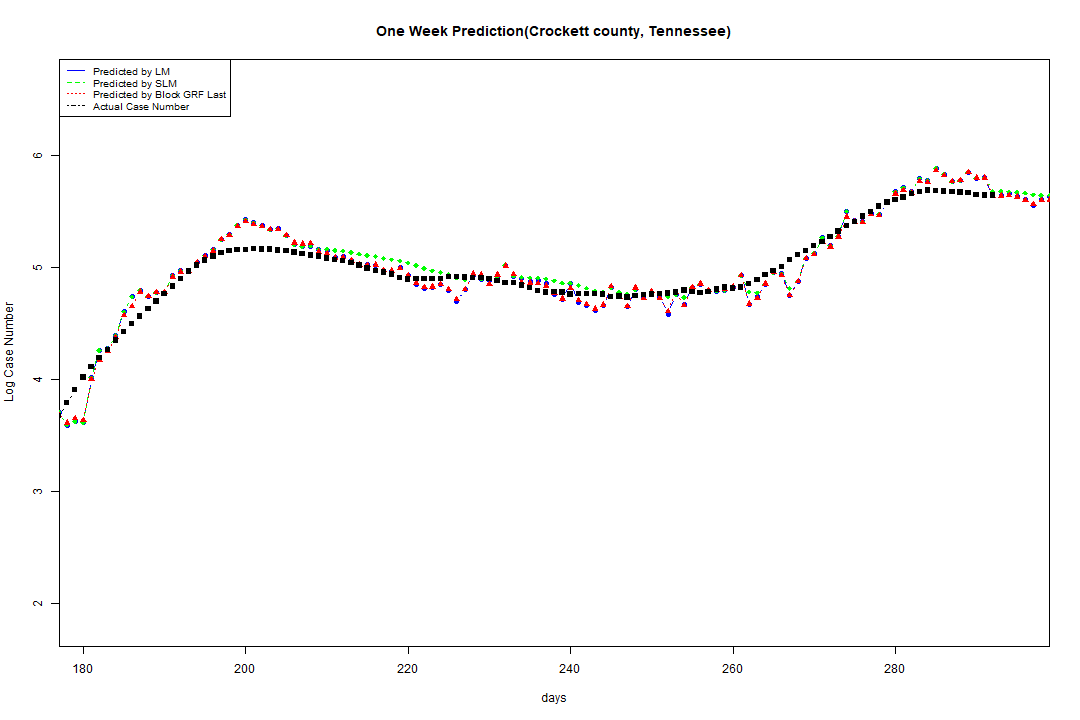 One Week Prediction(Crockett county, Tennessee)
Predicted by LM
Predicted by SLM
Predicted by Block GRF Last
Actual Case Number
6
5
4
3
2
Log Case Number
180 200 220 240 260 280
days